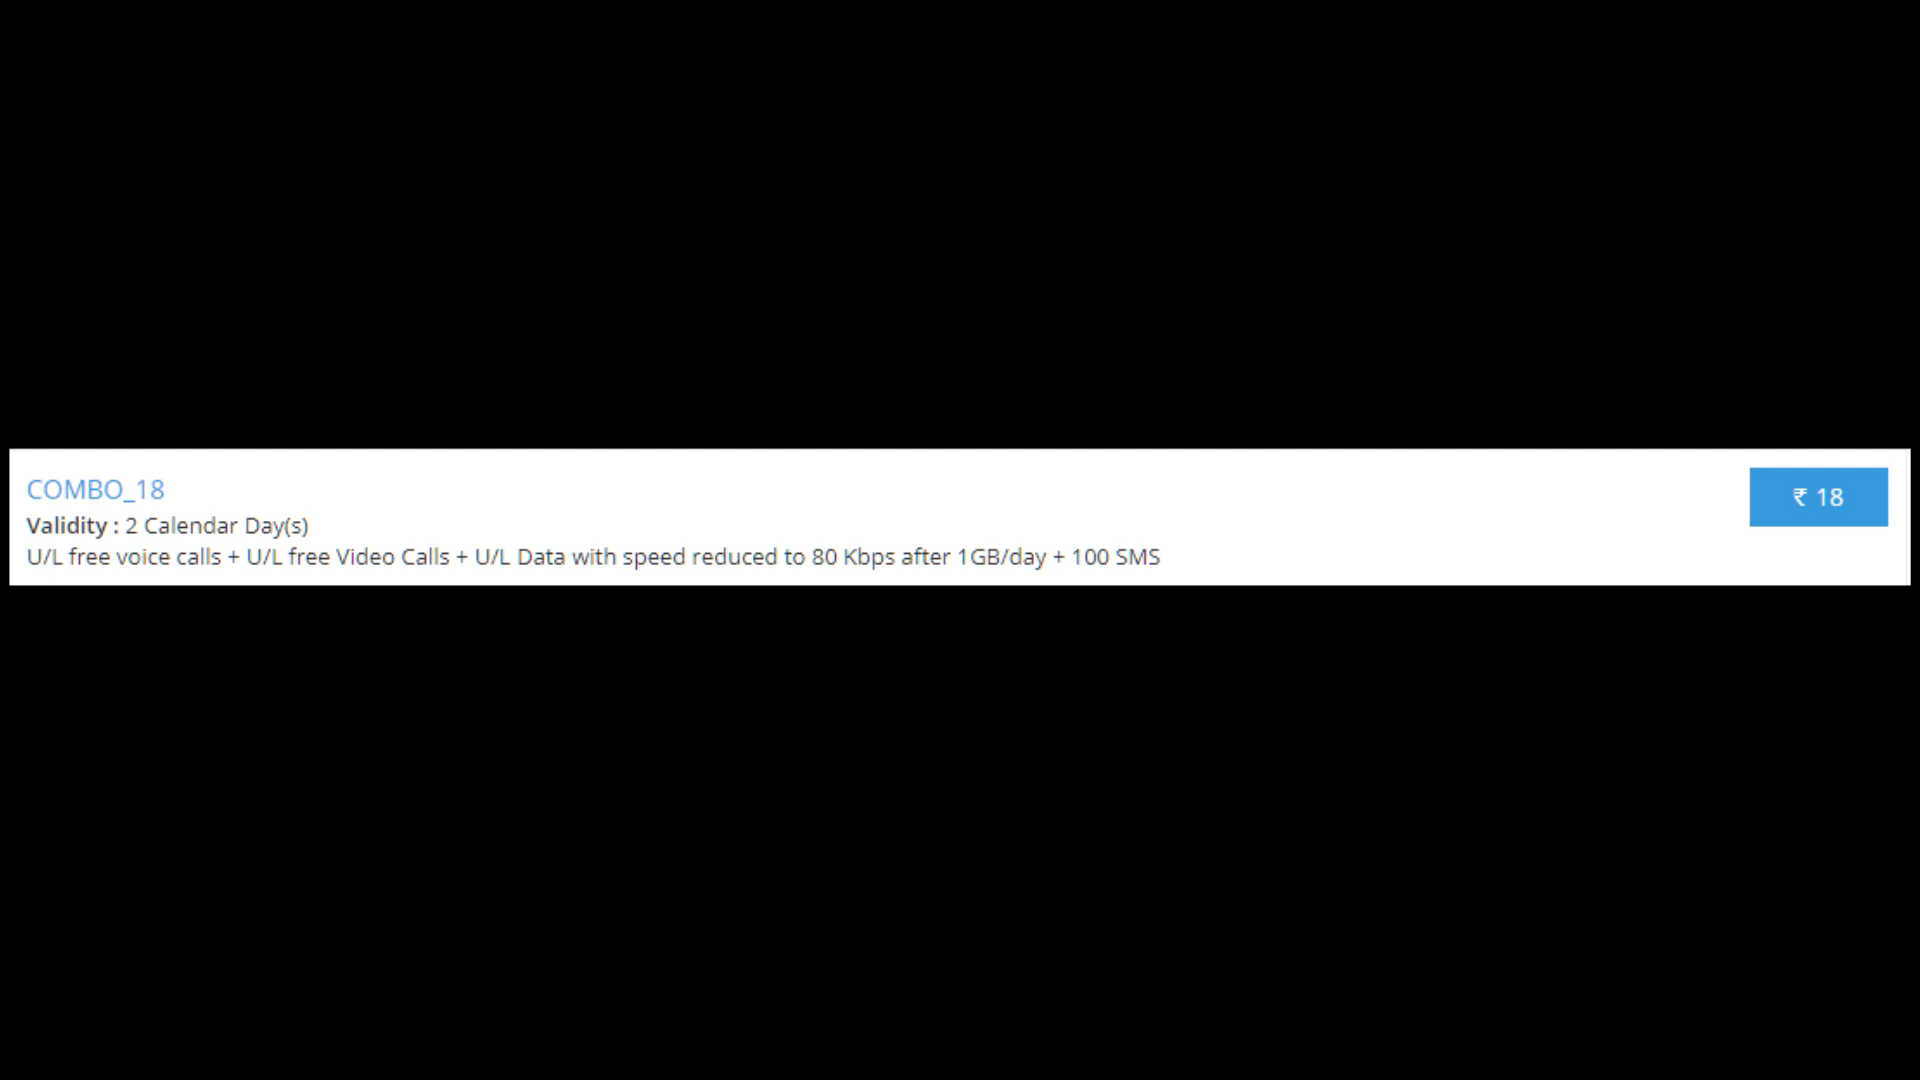 COMBO_18
₹ 18
Validity : 2 Calendar Day(s)
U/L free voice calls + U/L free Video Calls + U/L Data with speed reduced to 80 Kbps after 1GB/day + 100 SMS